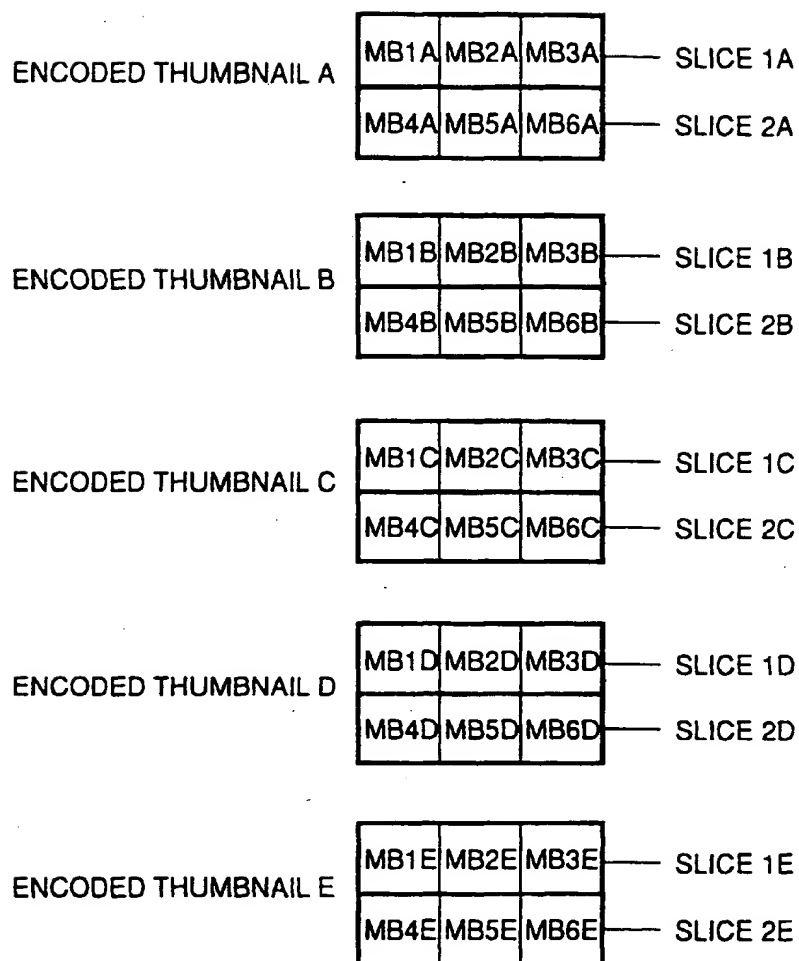 MB1A MB2A MB3A SLICE 1A
ENCODED THUMBNAIL A
MB4A MB5A MB6A SLICE 2A
MB1B MB2B MB3B SLICE 1B
ENCODED THUMBNAIL B
MB4B MB5B MB6B SLICE 2B
MB1C MB2C MB3C SLICE 1C
ENCODED THUMBNAIL C
MB4C MB5C MB6C SLICE 2C
MB1D MB2D MB3D SLICE 1D
ENCODED THUMBNAIL D
MB4D MB5D MB6D SLICE 2D
MB1E MB2E MB3E SLICE 1E
ENCODED THUMBNAIL E
MB4E MB5E MB6E SLICE 2E